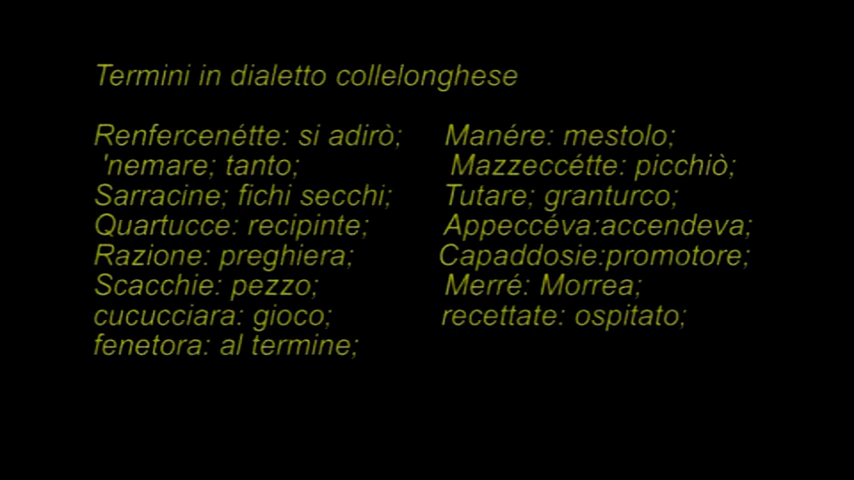 Termini in dialetto collelonghese
Renfercenétte: si adirò;
'nemare; tanto;
Sarracine; fichi secchi;
Quartucce: recipinte;
Razione: preghiera;
Scacchie: pezzo;
cucucciara: gioco;
fenetora: al termine;
Manére: mestolo;
Mazzeccétte: picchiò;
Tutare; granturco;
Appeccéva:accendeva;
Capaddosie:promotore;
Merré: Morrea;
recettate: ospitato;